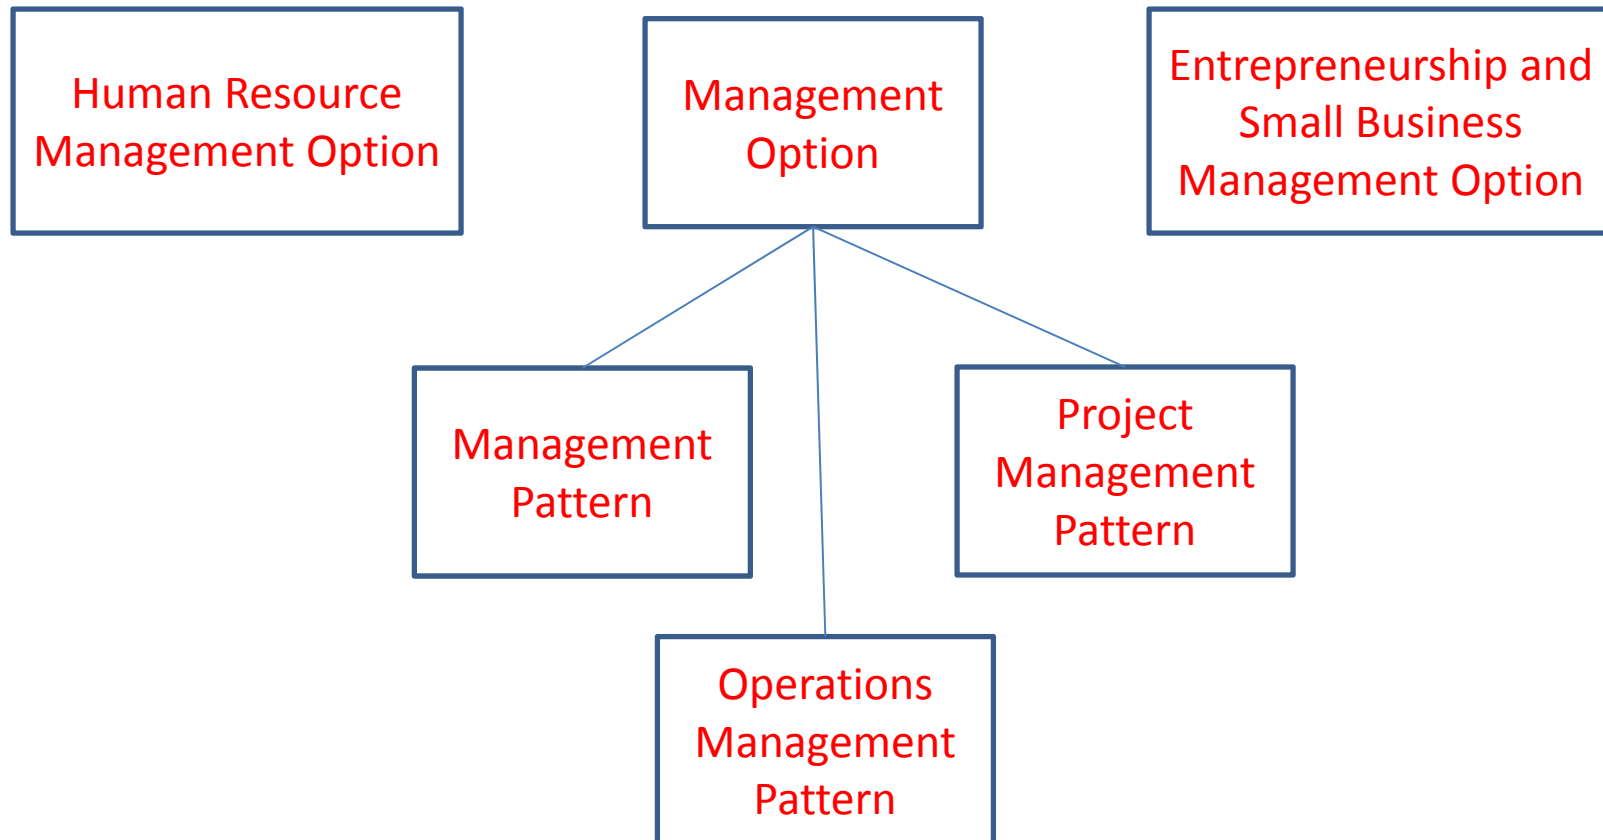 Human Resource
Management Option
Management
Option
Entrepreneurship and
Small Business
Management Option
Management
Pattern
Project
Management
Pattern
Operations
Management
Pattern